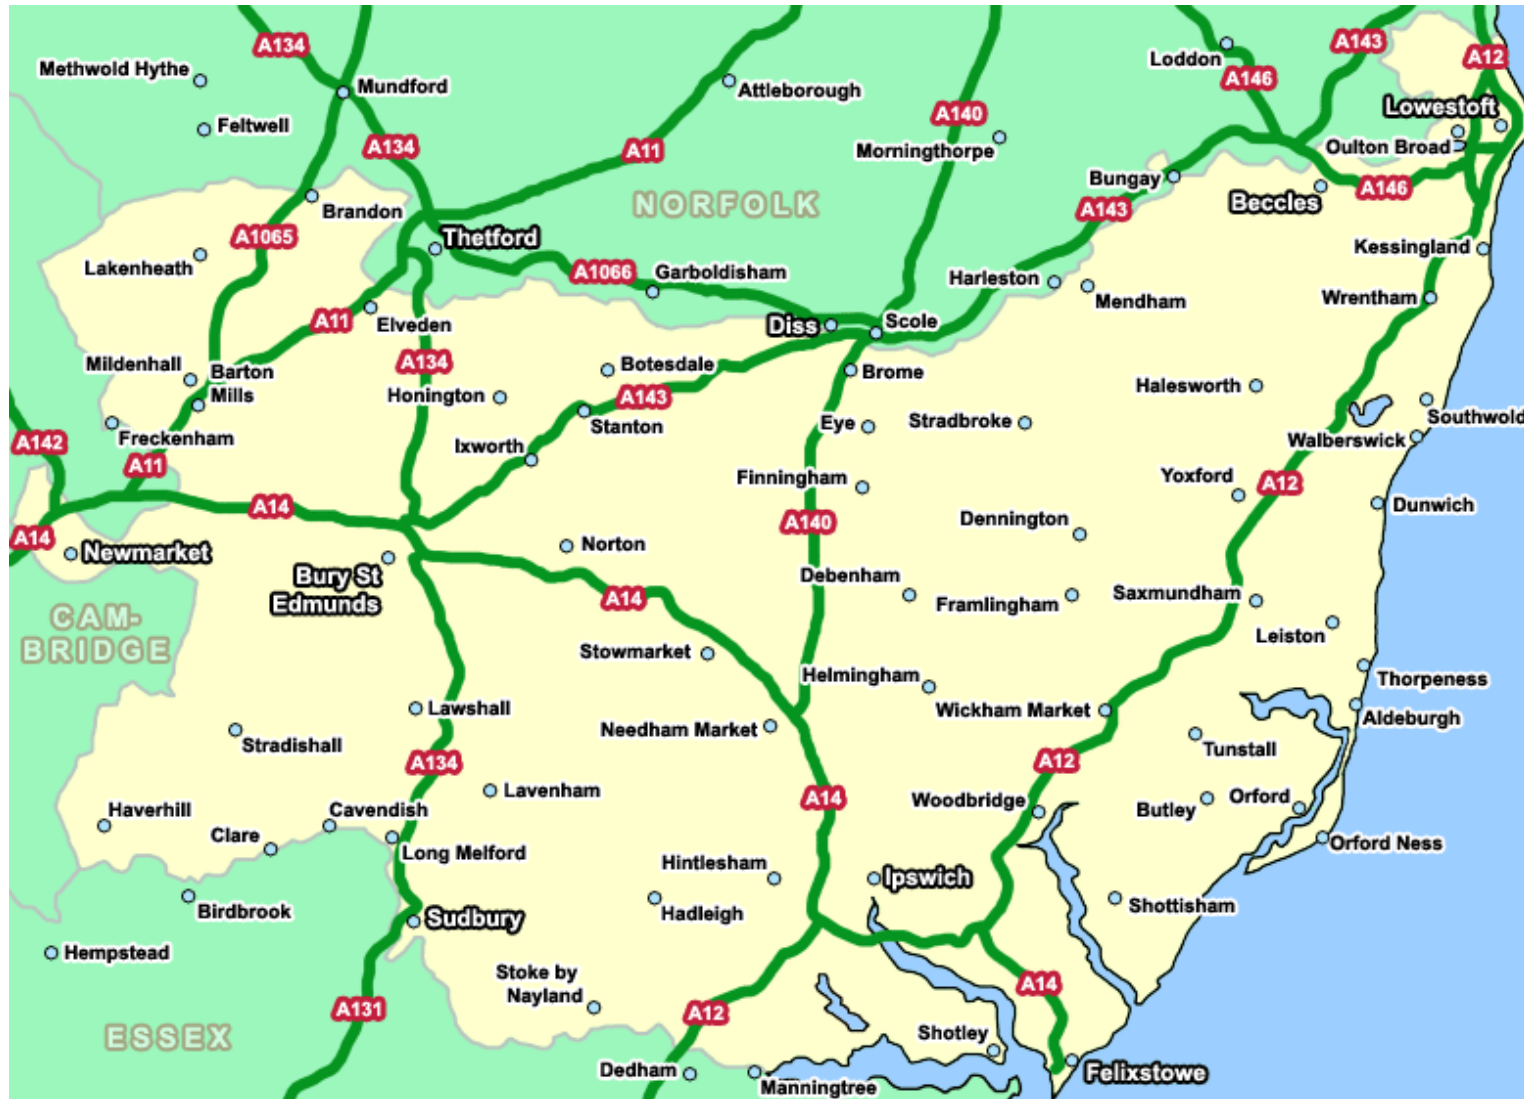 A134
A143
A12
Loddon
Methwold Hythe
A146
Mundford
Attleborough
Lowestoft
A140
Feltwell
A134
A11
Morningthorpe
Oulton Broad
Bungay
A146
Beccles
Brandon
NORFOLK
A143
A1065
Thetford
Kessingland
Lakenheath
A1066
Garboldisham
Harleston
Mendham
Wrentham
A11
Elveden
Diss
Scole
Mildenhall
Barton
Mills
A134
Botesdale
Brome
Halesworth
Honington
A143
Southwold
Freckenham
Stanton
Eye
Stradbroke
Walberswick
A142
Ixworth
A11
Finningham
Yoxford
A12
A14
Dunwich
A14
A140
Dennington
Newmarket
Norton
Bury St
Edmunds
Debenham
Framlingham
Saxmundham
A14
CAM-
BRIDGE
Leiston
Stowmarket
Helmingham
Thorpeness
Lawshall
Wickham Market
Aldeburgh
Stradishall
Needham Market
Tunstall
A134
A12
Lavenham
A14
Woodbridge
Butley
Orford
Haverhill
Cavendish
Clare
Long Melford
Orford Ness
Hintlesham
Ipswich
Birdbrook
Sudbury
Hadleigh
Shottisham
Hempstead
Stoke by
Nayland
A14
A131
A12
ESSEX
Shotley
Dedham
Manningtree
Felixstowe